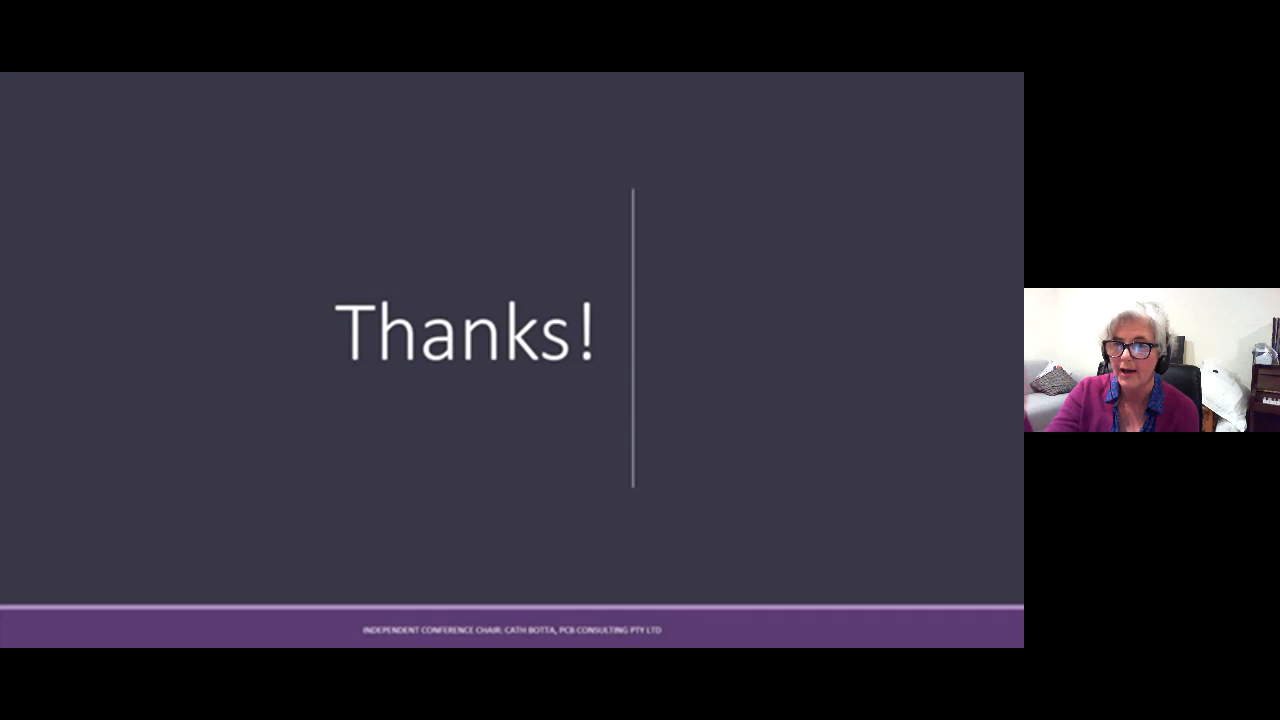 Thanks!
INDEPENDENT CONFERENCE CHAIR: CATH BOTTA, PCB CONSULTING PTY LTD